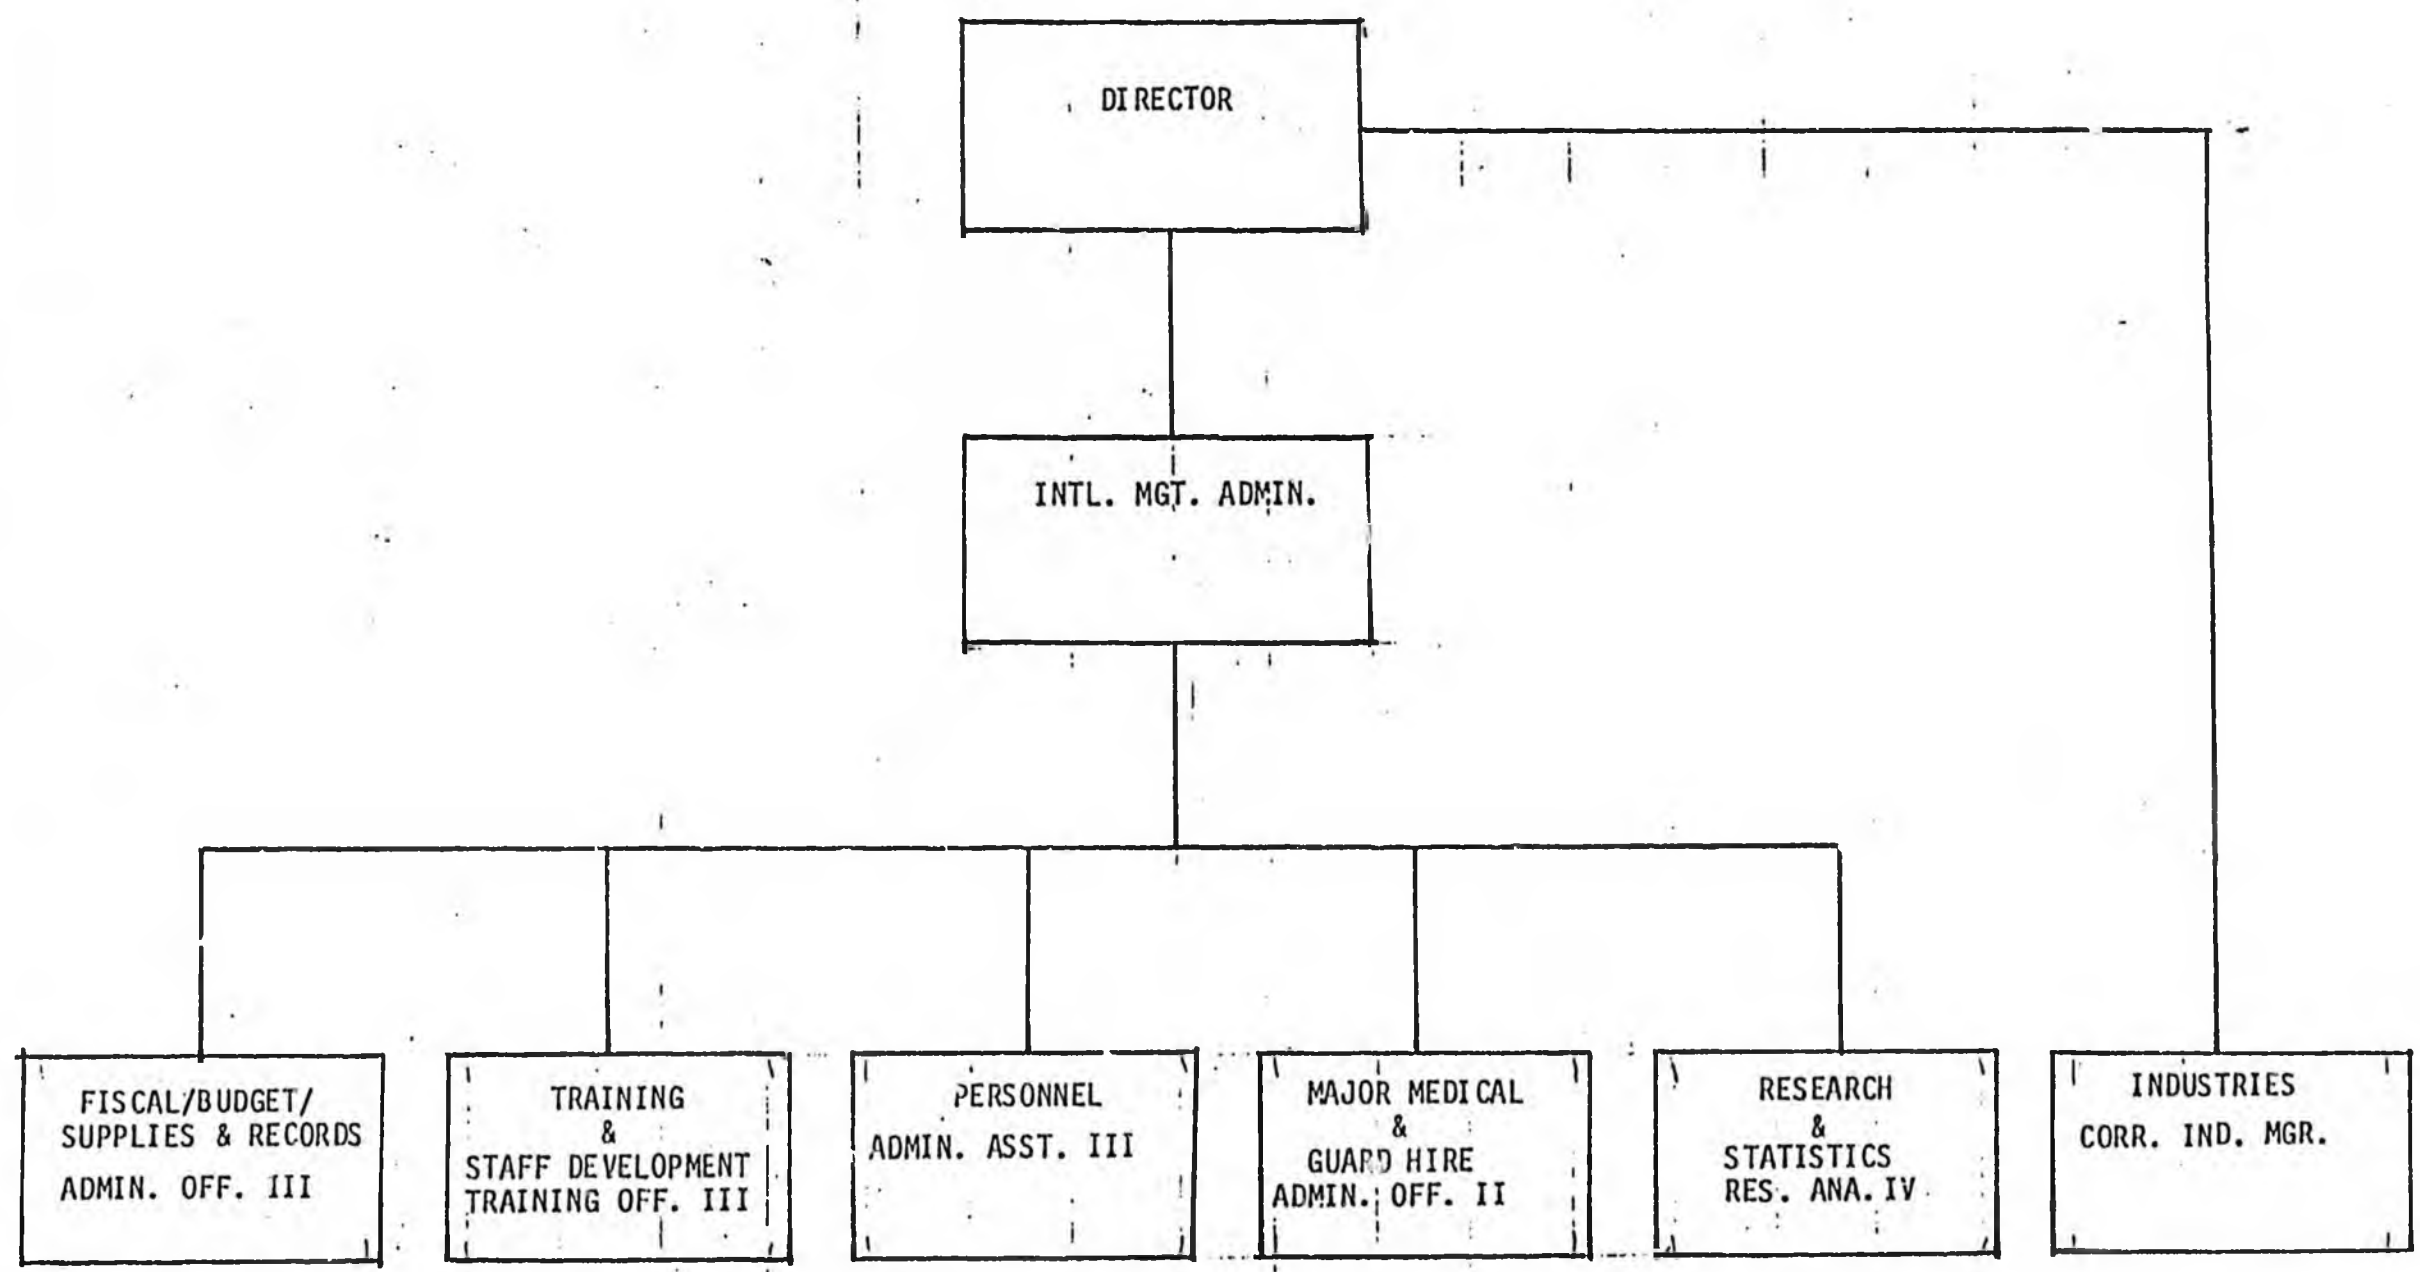 DIRECTOR
INTL. MGT. ADMIN.
FISCAL/BUDGET/
SUPPLIES & RECORDS
ADMIN. OFF. III
TRAINING
&
STAFF DEVELOPMENT
TRAINING OFF. III
PERSONNEL
ADMIN. ASST. III
MAJOR MEDICAL
&
GUARD HIRE
ADMIN. OFF. II
RESEARCH
&
STATISTICS
RES. ANA. IV
INDUSTRIES
CORR. IND. MGR.